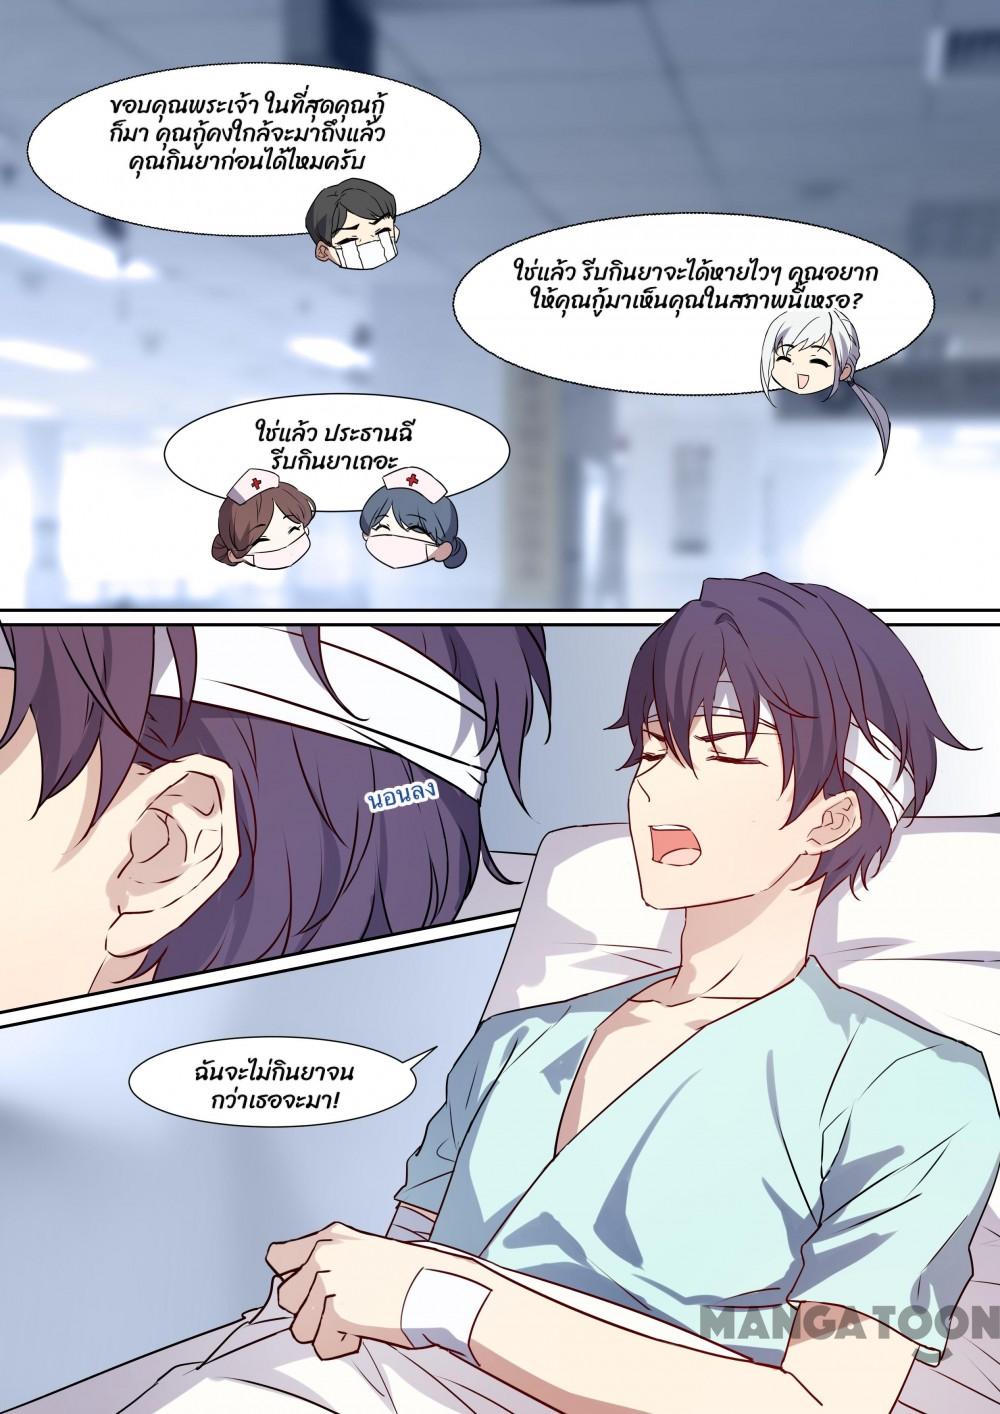 ขอบคุณพระเจ้า ในที่สุดคุณกู้
ก็มา คุณกู้คงใกล้จะมาถึงแล้ว
คุณกินยาก่อนได้ไหมครับ
ใช่แล้ว รีบกินยาจะได้หายไวๆ คุณอยาก
ให้คุณกู้มาเห็นคุณในสภาพนี้เหรอ?
ใช่แล้ว ประธานฉี
รีบกินยาเถอะ
นอนลง
ฉันจะไม่กินยาจน
กว่าเธอจะมา!
MANGATOON